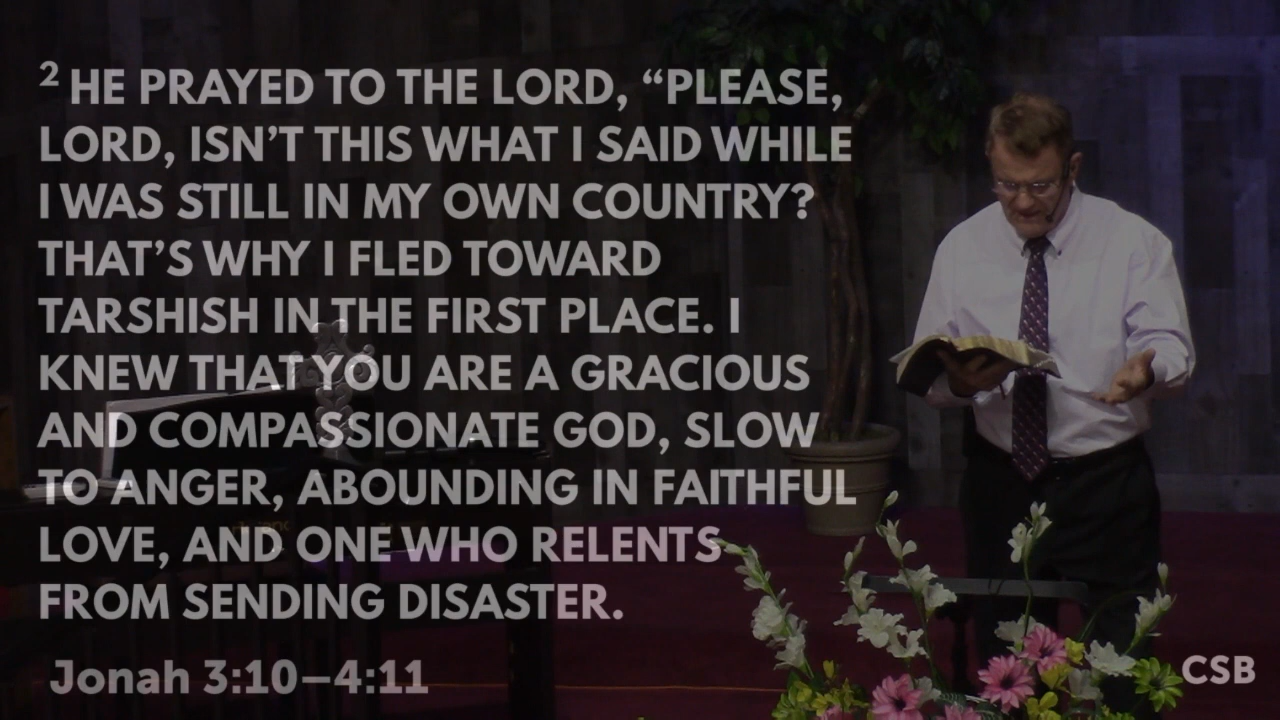 2 HE PRAYED TO THE LORD, “PLEASE,
LORD, ISN’T THIS WHAT I SAID WHILE
I WAS STILL IN MY OWN COUNTRY?
THAT’S WHY I FLED TOWARD
TARSHISH IN THE FIRST PLACE. I
KNEW THAT YOU ARE A GRACIOUS
AND COMPASSIONATE GOD, SLOW
TO ANGER, ABOUNDING IN FAITHFUL
LOVE, AND ONE WHO RELENTS
FROM SENDING DISASTER.
Jonah 3:10–4:11
CSB